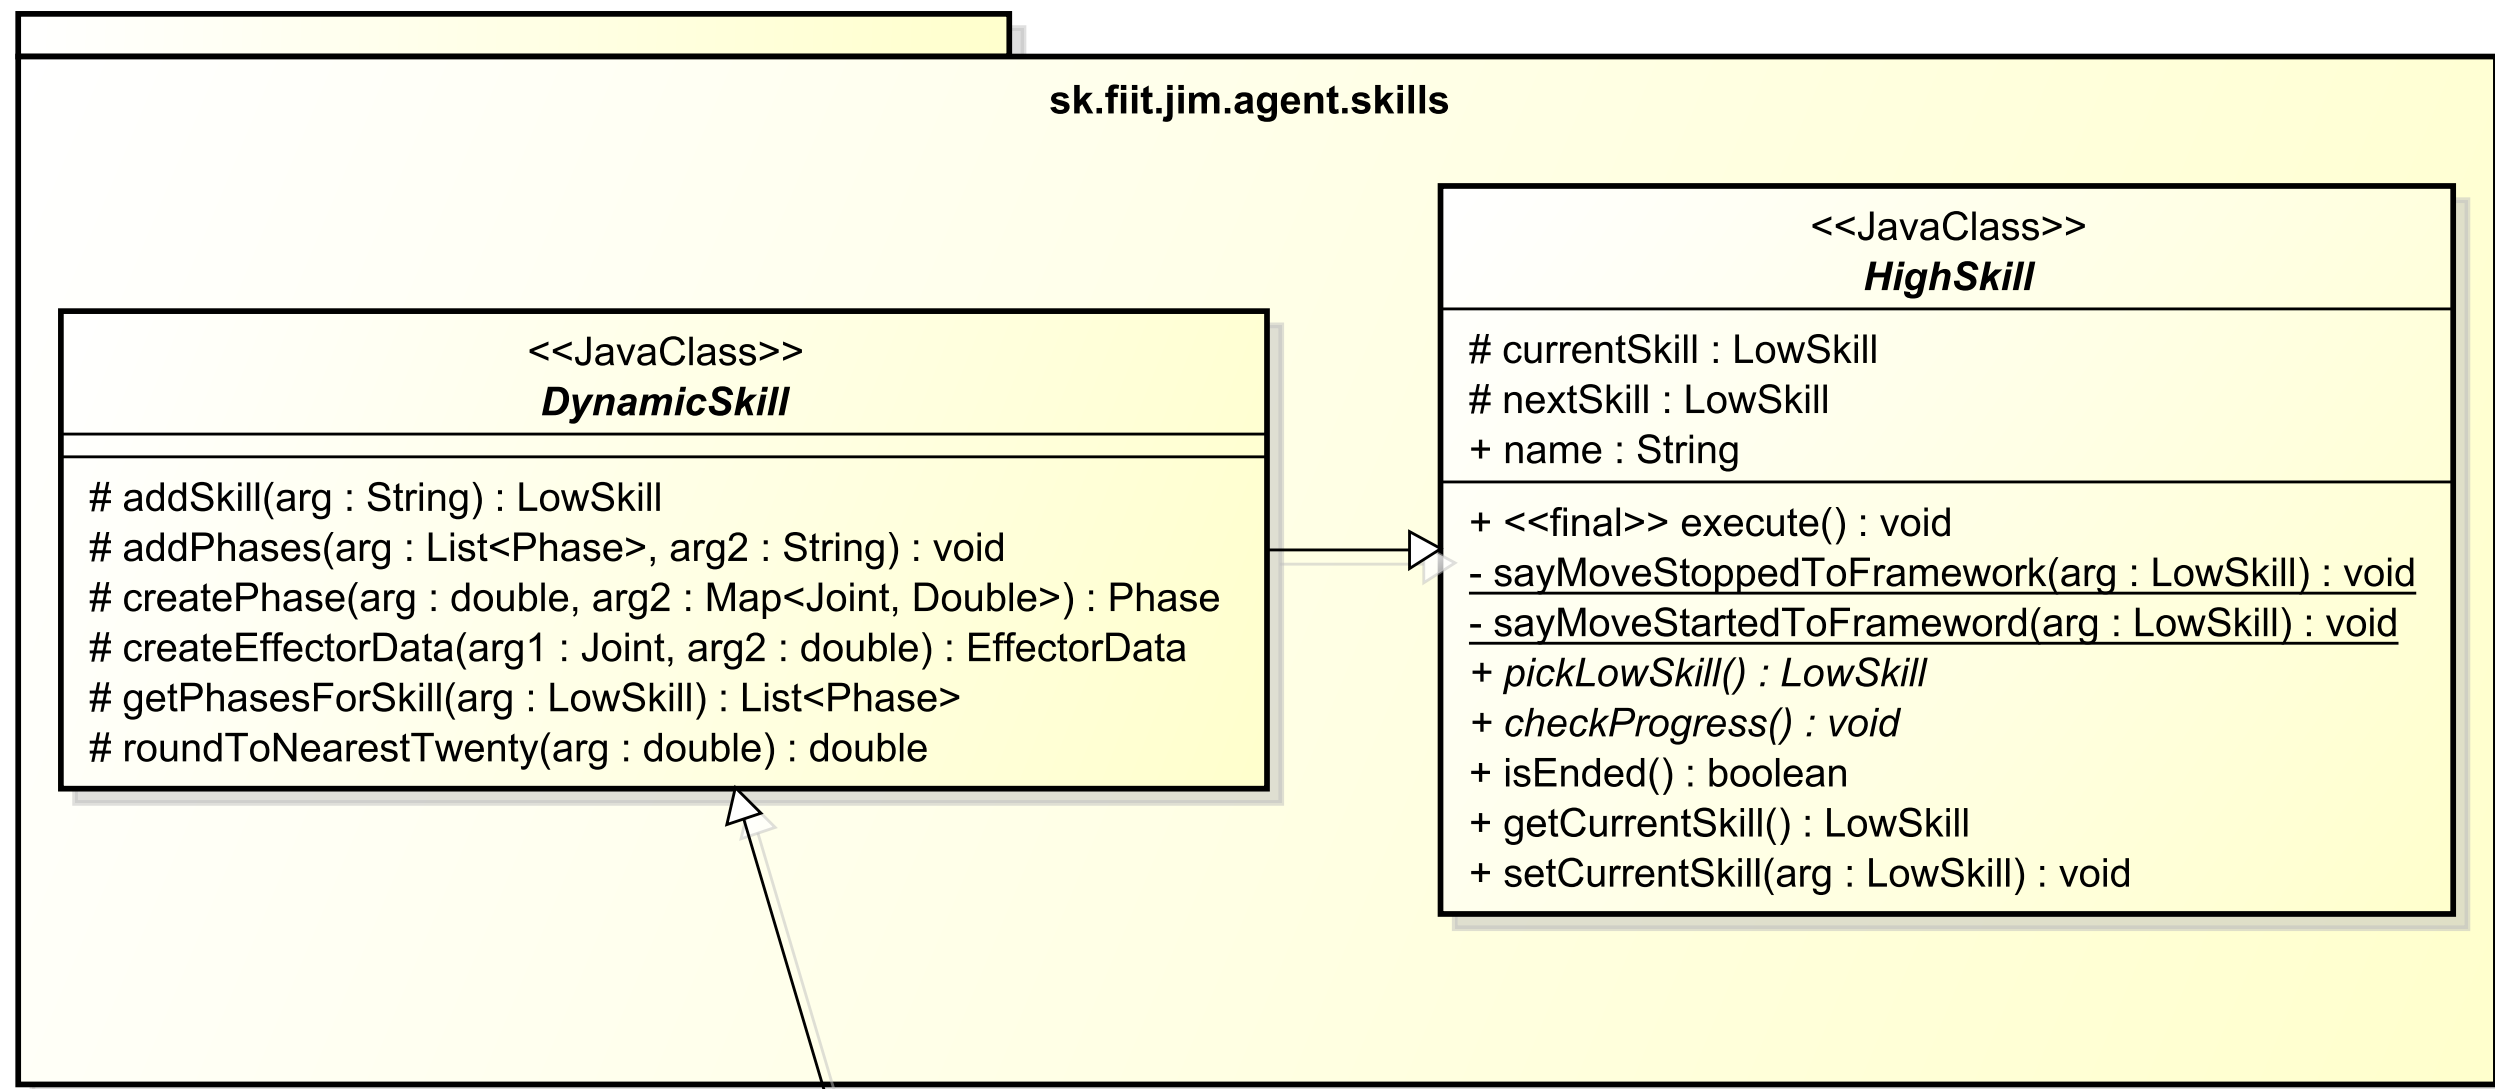 sk.fiit.jim.agent.skills
<<JavaClass>>
DynamicSkill
# addSkill(arg : String) : LowSkill
# addPhases(arg : List<Phase>, arg2 : String) : void
# createPhase(arg : double, arg2 : Map<Joint, Double>) : Phase
# createEffectorData(arg1 : Joint, arg2 : double) : EffectorData
# getPhasesForSkill(arg : LowSkill) : List<Phase>
# roundToNearestTwenty(arg : double) : double
<<JavaClass>>
HighSkill
# currentSkill : LowSkill
# nextSkill : LowSkill
+ name : String
+ <<final>> execute() : void
- sayMoveStoppedToFramework(arg : LowSkill) : void
- sayMoveStartedToFrameword(arg : LowSkill) : void
+ pickLowSkill() : LowSkill
+ checkProgress() : void
+ isEnded() : boolean
+ getCurrentSkill() : LowSkill
+ setCurrentSkill(arg : LowSkill) : void